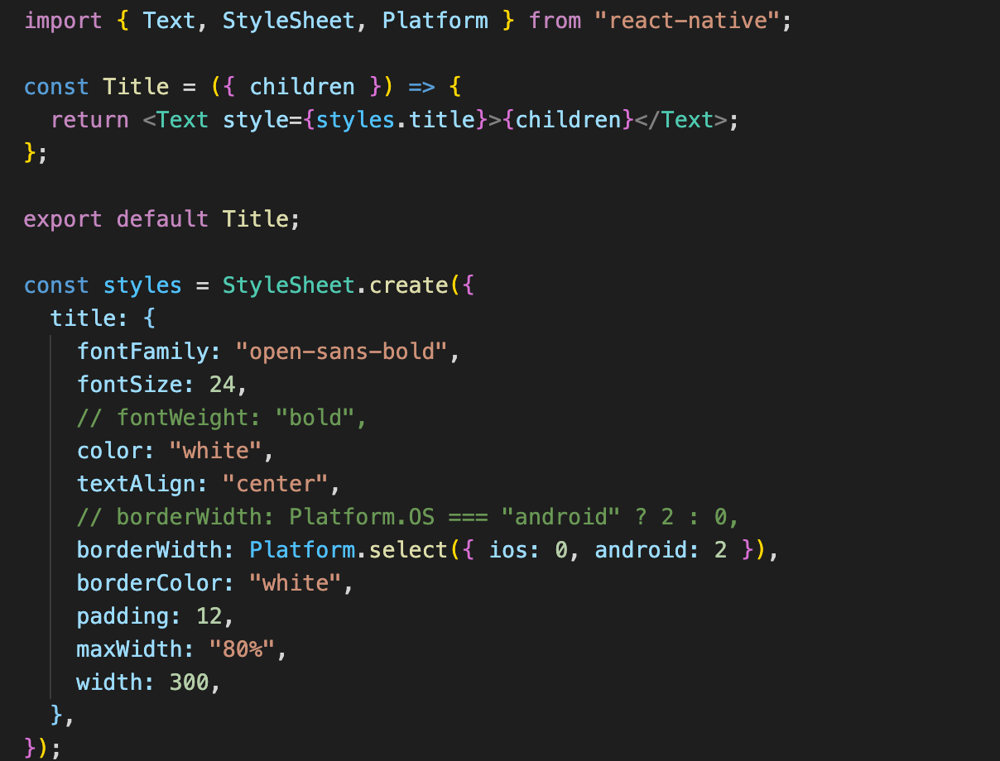 import { Text, StyleSheet, Platform } from "react-native";

const Title = ({ children }) => {
  return <Text style={styles.title}>{children}</Text>;
};

export default Title;

const styles = StyleSheet.create({
  title: {
    fontFamily: "open-sans-bold",
    fontSize: 24,
    // fontWeight: "bold",
    color: "white",
    textAlign: "center",
    // borderWidth: Platform.OS === "android" ? 2 : 0,
    borderWidth: Platform.select({ ios: 0, android: 2 }),
    borderColor: "white",
    padding: 12,
    maxWidth: "80%",
    width: 300,
  },
});